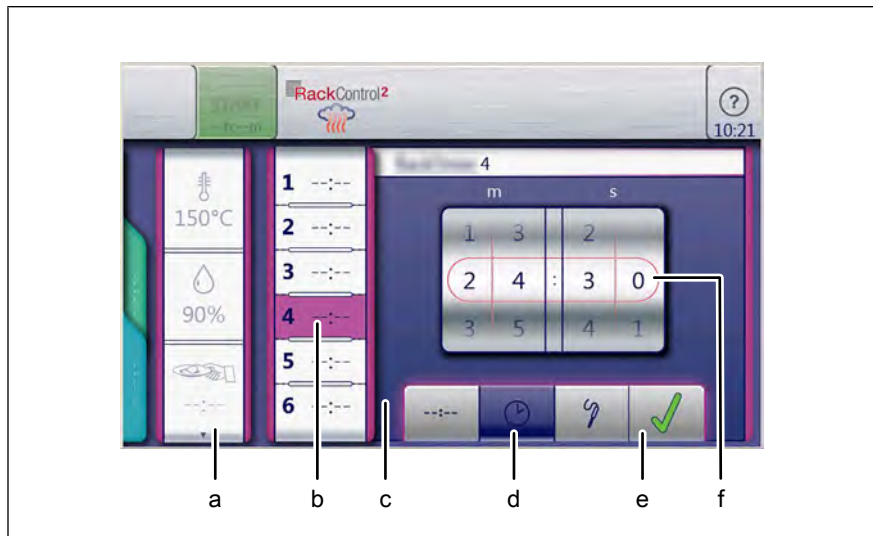 RackControl²
?
10:21
4
m s
150°C
90%
--:--
1 --:--
2 --:--
3 --:--
4 --:--
5 --:--
6 --:--
1 3 2
2 4 : 3 0
3 5 4 1
--:--
a b c d e f